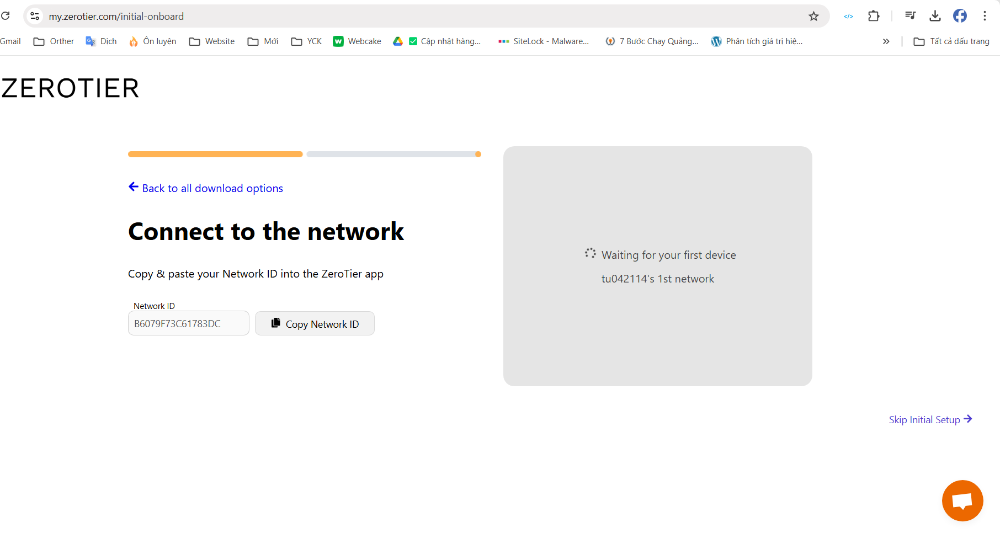 my.zerotier.com/initial-onboard
Gmail Orther Dịch Ôn luyện Website Mới YCK Webcake Cập nhật hàng... SiteLock - Malware... 7 Bước Chạy Quảng... Phân tích giá trị hiệ... » Tất cả dấu trang
ZEROTIER
Back to all download options
Connect to the network
Copy & paste your Network ID into the ZeroTier app
Network ID
B6079F73C61783DC Copy Network ID
Waiting for your first device
tu042114's 1st network
Skip Initial Setup